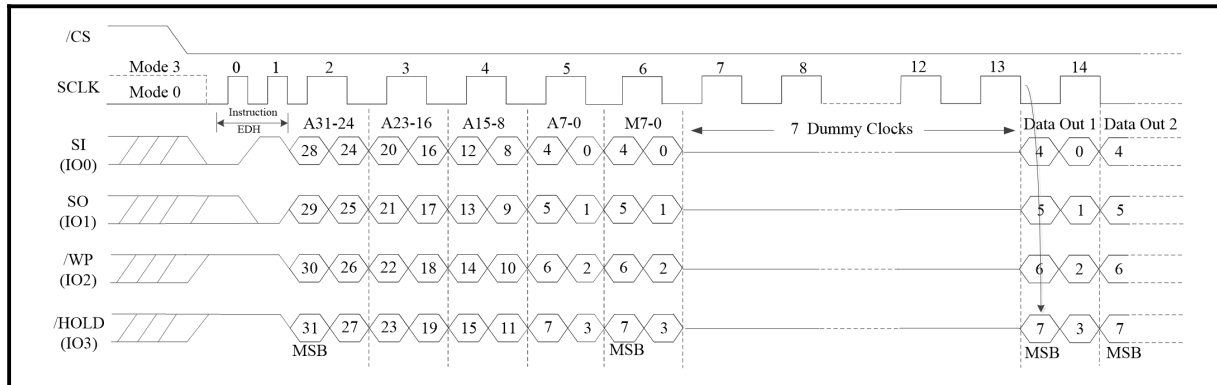 /CS
Mode 3 0 1 2 3 4 5 6 7 8 12 13 14
SCLK
Mode 0
Instruction
EDH
A31-24 A23-16 A15-8 A7-0 M7-0 7 Dummy Clocks Data Out 1 Data Out 2
SI
(IO0)
28 24 20 16 12 8 4 0 4 0 4 0 4
SO
(IO1)
29 25 21 17 13 9 5 1 5 1 5 1 5
/WP
(IO2)
30 26 22 18 14 10 6 2 6 2 6 2 6
/HOLD
(IO3)
31 27 23 19 15 11 7 3 7 3 7 3 7
MSB MSB MSB MSB